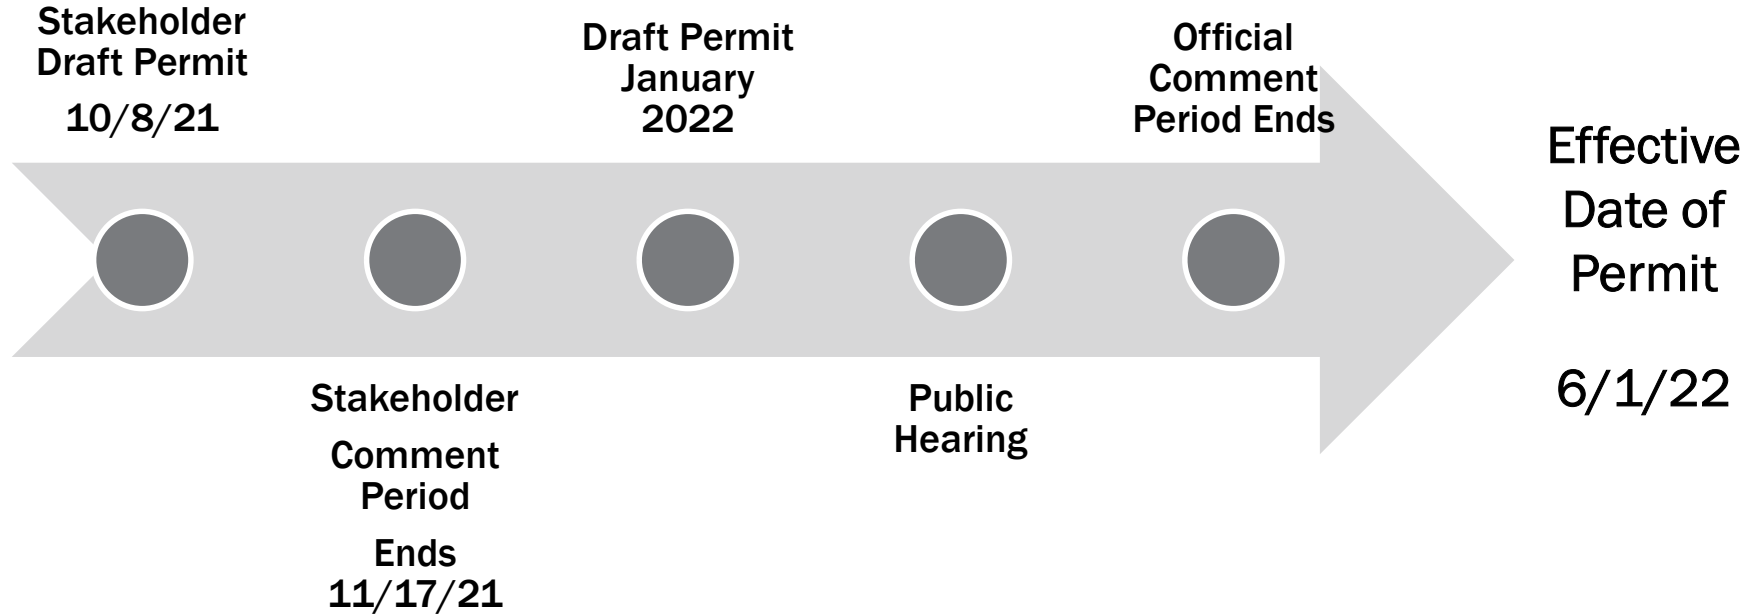 Stakeholder
Draft Permit
10/8/21
Stakeholder
Comment
Period
Ends
11/17/21
Draft Permit
January
2022
Public
Hearing
Official
Comment
Period Ends
Effective
Date of
Permit
6/1/22